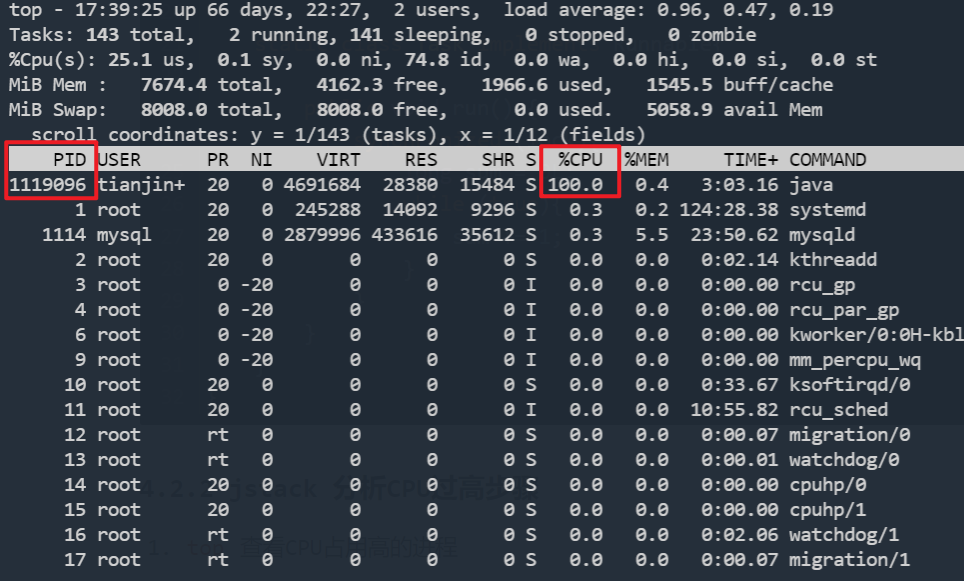 top - 17:39:25 up 66 days, 22:27,  2 users,  load average: 0.96, 0.47, 0.19
Tasks: 143 total,   2 running, 141 sleeping,   0 stopped,   0 zombie
%Cpu(s): 25.1 us,  0.1 sy,  0.0 ni, 74.8 id,  0.0 wa,  0.0 hi,  0.0 si,  0.0 st
MiB Mem :   7674.4 total,   4162.3 free,   1966.6 used,   1545.5 buff/cache
MiB Swap:   8008.0 total,   8008.0 free,      0.0 used.   5058.9 avail Mem
scroll coordinates: y = 1/143 (tasks), x = 1/12 (fields)
PID USER      PR  NI    VIRT    RES    SHR S  %CPU  %MEM     TIME+ COMMAND
1119096 tianjin+  20   0 4691684  28380  15484 S 100.0   0.4   3:03.16 java
1 root      20   0  245288  14092   9296 S   0.3   0.2 124:28.38 systemd
1114 mysql     20   0 2879996 433616  35612 S   0.3   5.5  23:50.62 mysqld
2 root      20   0       0      0      0 S   0.0   0.0   0:02.14 kthreadd
3 root       0 -20       0      0      0 I   0.0   0.0   0:00.00 rcu_gp
4 root       0 -20       0      0      0 I   0.0   0.0   0:00.00 rcu_par_gp
6 root       0 -20       0      0      0 I   0.0   0.0   0:00.00 kworker/0:0H-kbl
9 root       0 -20       0      0      0 I   0.0   0.0   0:00.00 mm_percpu_wq
10 root      20   0       0      0      0 S   0.0   0.0   0:33.67 ksoftirqd/0
11 root      20   0       0      0      0 I   0.0   0.0  10:55.82 rcu_sched
12 root      rt   0       0      0      0 S   0.0   0.0   0:00.07 migration/0
13 root      rt   0       0      0      0 S   0.0   0.0   0:00.01 watchdog/0
14 root      20   0       0      0      0 S   0.0   0.0   0:00.00 cpuhp/0
15 root      20   0       0      0      0 S   0.0   0.0   0:00.00 cpuhp/1
16 root      rt   0       0      0      0 S   0.0   0.0   0:02.06 watchdog/1
17 root      rt   0       0      0      0 S   0.0   0.0   0:00.07 migration/1